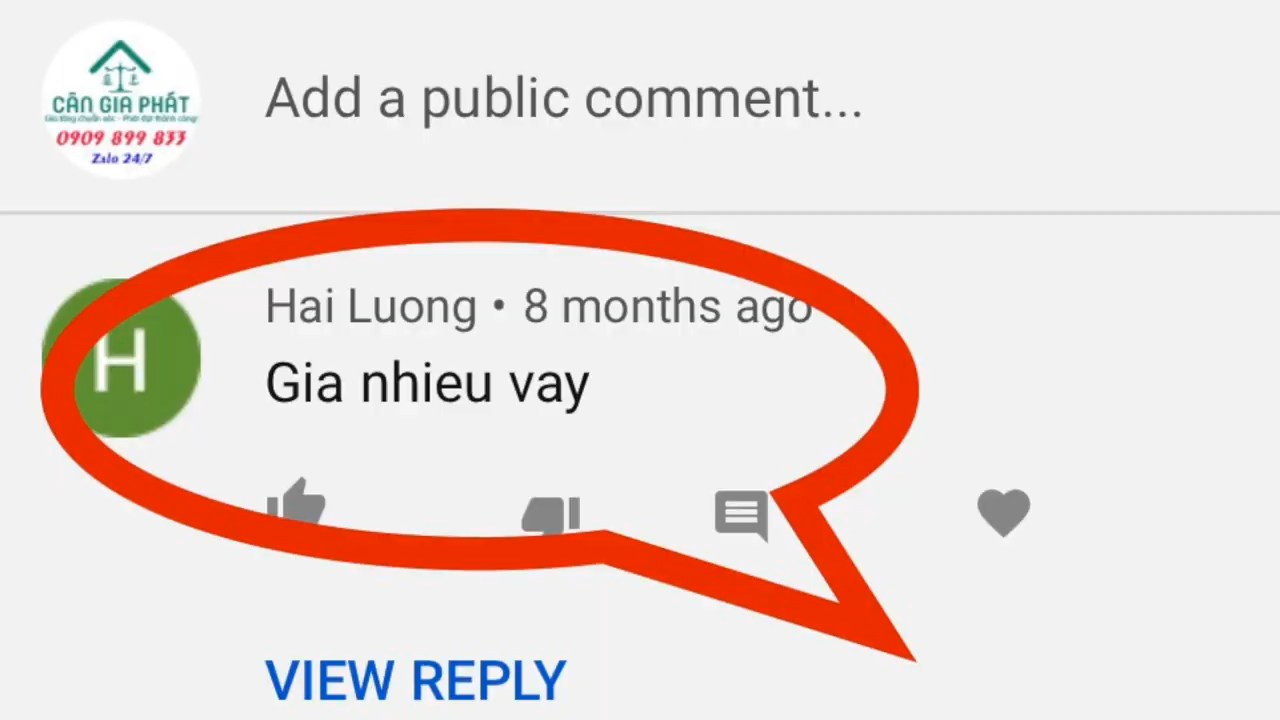 CÂN GIA PHÁT
0909 899 833
Zalo 24/7
Add a public comment...
H
Hai Luong • 8 months ago
Gia nhieu vay
VIEW REPLY